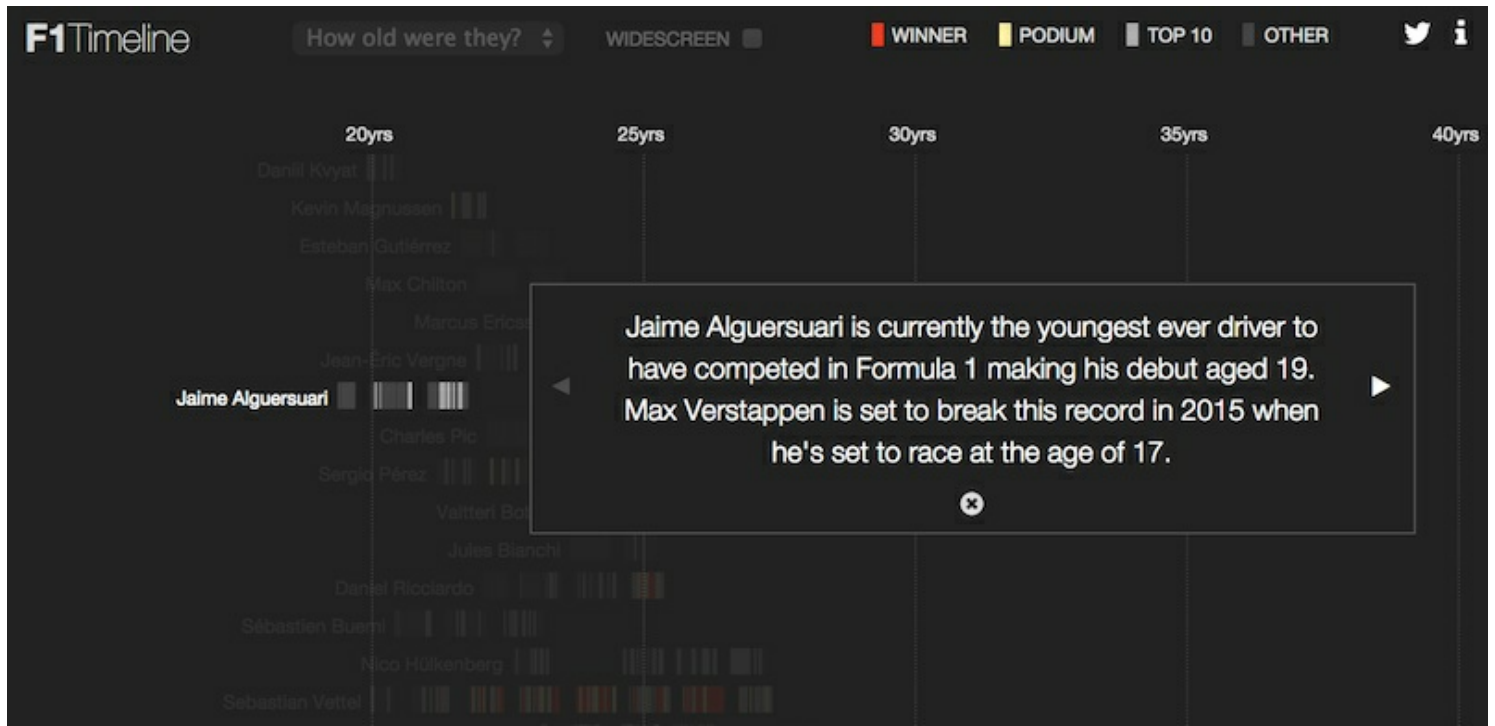 F1Timeline How old were they? WIDESCREEN WINNER PODIUM TOP 10 OTHER
20yrs 25yrs 30yrs 35yrs 40yrs
Daniil Kvyat
Kevin Magnussen
Esteban Gutiérrez
Max Chilton
Marcus Erics
Jean-Éric Vergne
Jaime Alguersuari
Charles Pic
Sergio Pérez
Valtteri Bot
Jules Bianchi
Daniel Ricciardo
Sébastien Buemi
Nico Hülkenberg
Sebastian Vettel
Jaime Alguersuari is currently the youngest ever driver to
have competed in Formula 1 making his debut aged 19.
Max Verstappen is set to break this record in 2015 when
he's set to race at the age of 17.